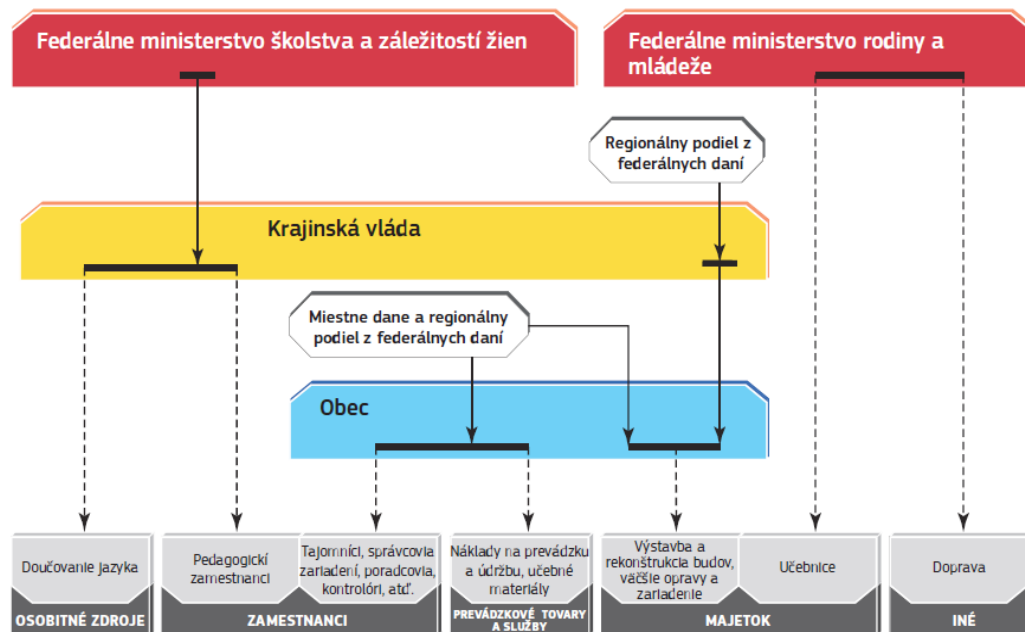 Federálne ministerstvo školstva a záležitostí žien
Federálne ministerstvo rodiny a
mládeže
Regionálny podiel z
federálnych daní
Krajinská vláda
Miestne dane a regionálny
podiel z federálnych daní
Obec
Doučovanie jazyka
Pedagogickí
zamestnanci
Tajomníci, správcovia
zariadení, poradcovia,
kontrolóri, atď.
Náklady na prevádzku
a údržbu, učebné
materiály
Výstavba a
rekonštrukcia budov,
väčšie opravy a
zariadenie
Učebnice
Doprava
OSOBITNÉ ZDROJE
ZAMESTNANCI
PREVÁDZKOVÉ TOVARY
A SLUŽBY
MAJETOK
INÉ